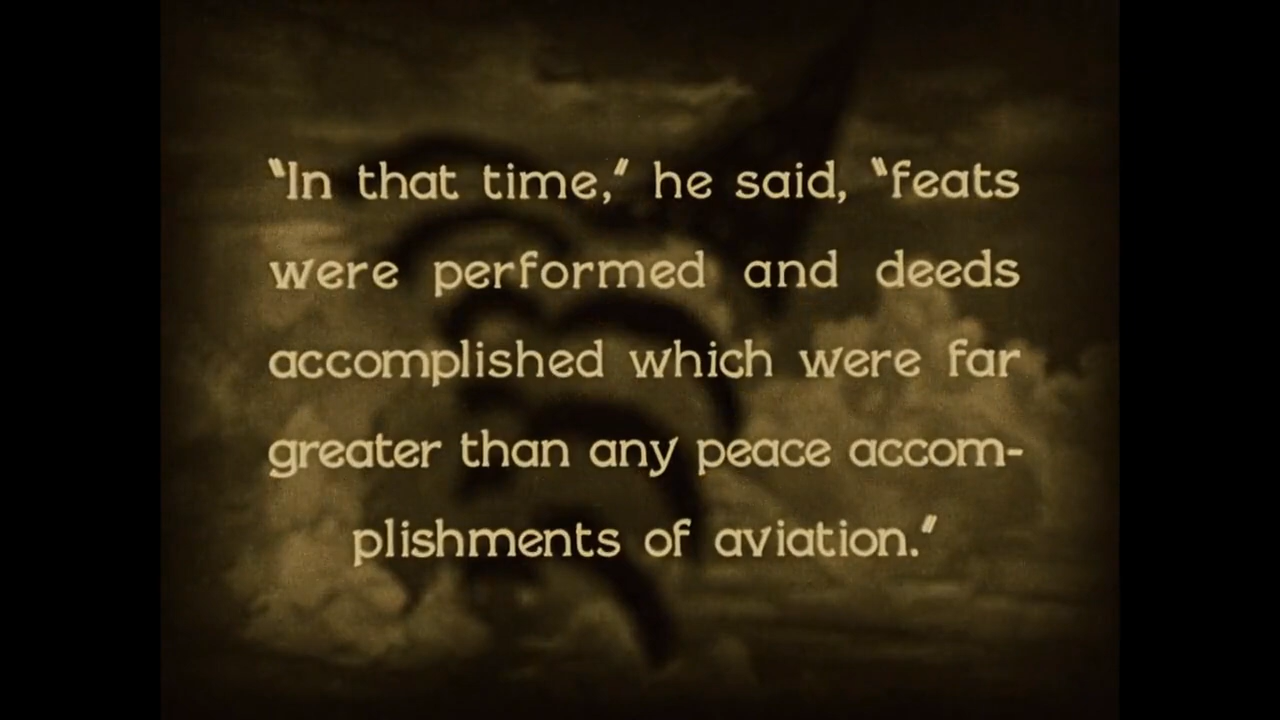 "In that time," he said, "feats
were performed and deeds
accomplished which were far
greater than any peace accom-
plishments of aviation."